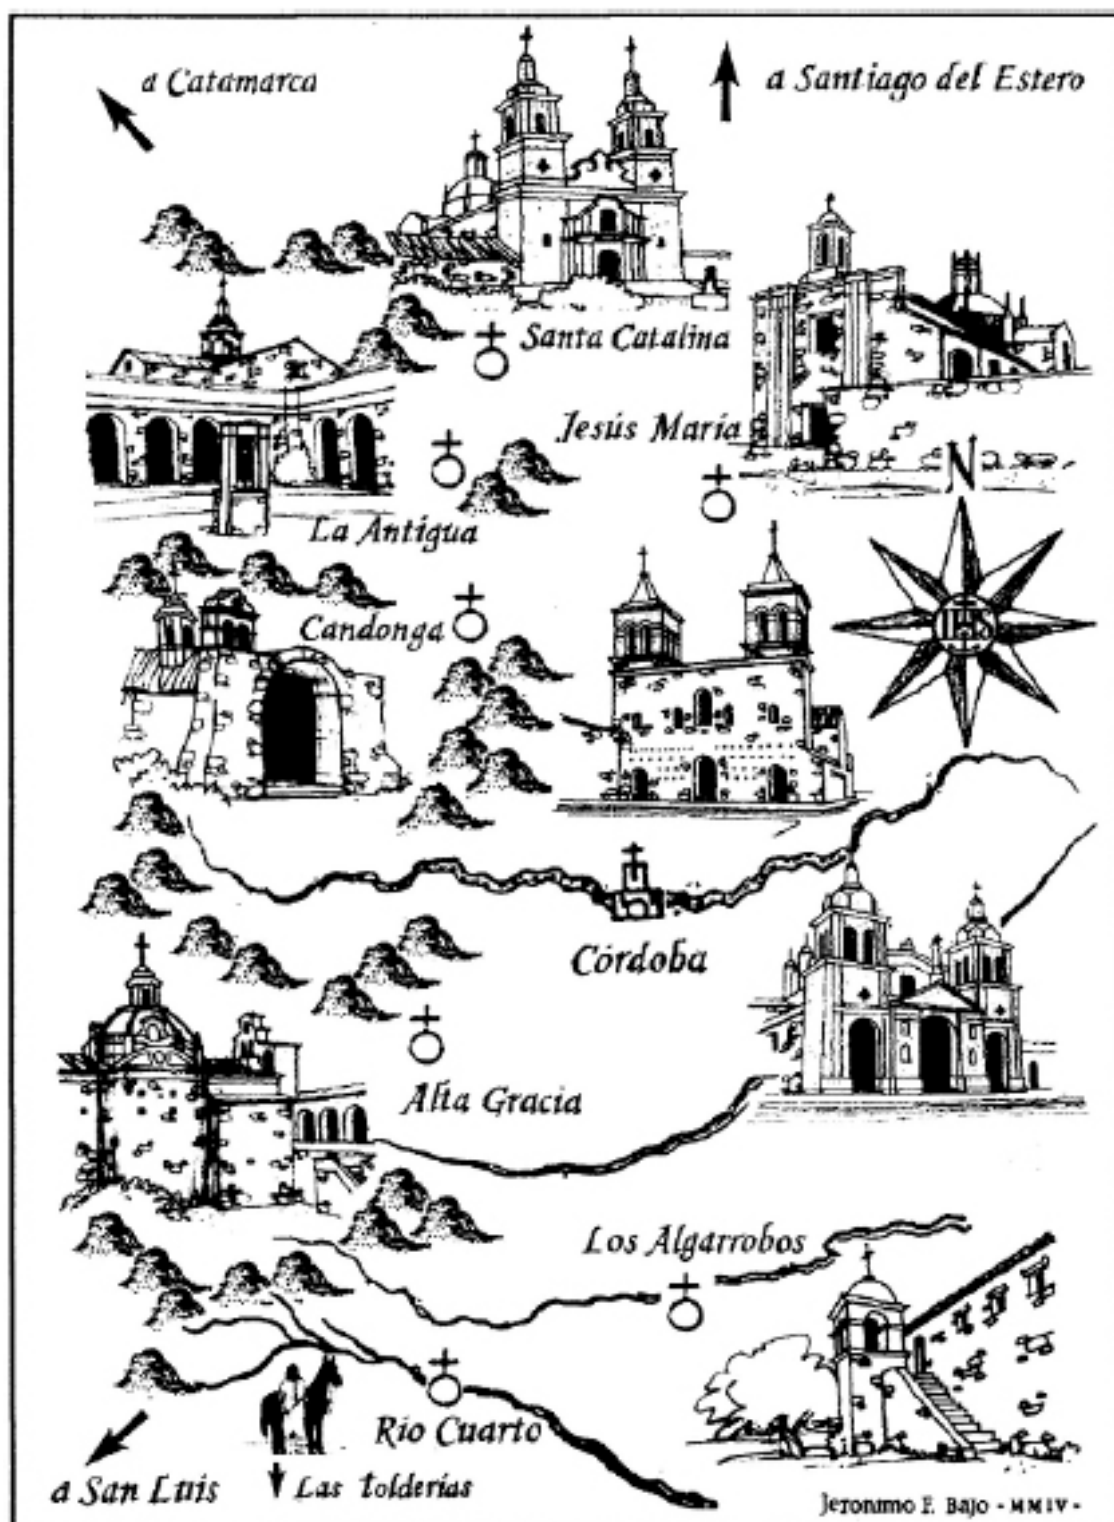 a Catamarca
a Santiago del Estero
Santa Catalina
Jesús María
N
La Antigua
IHS
Candonga
Córdoba
Alta Gracia
Los Algarrobos
Río Cuarto
a San Luis
Las tolderías
Jeronimo F. Bajo - MMIV -